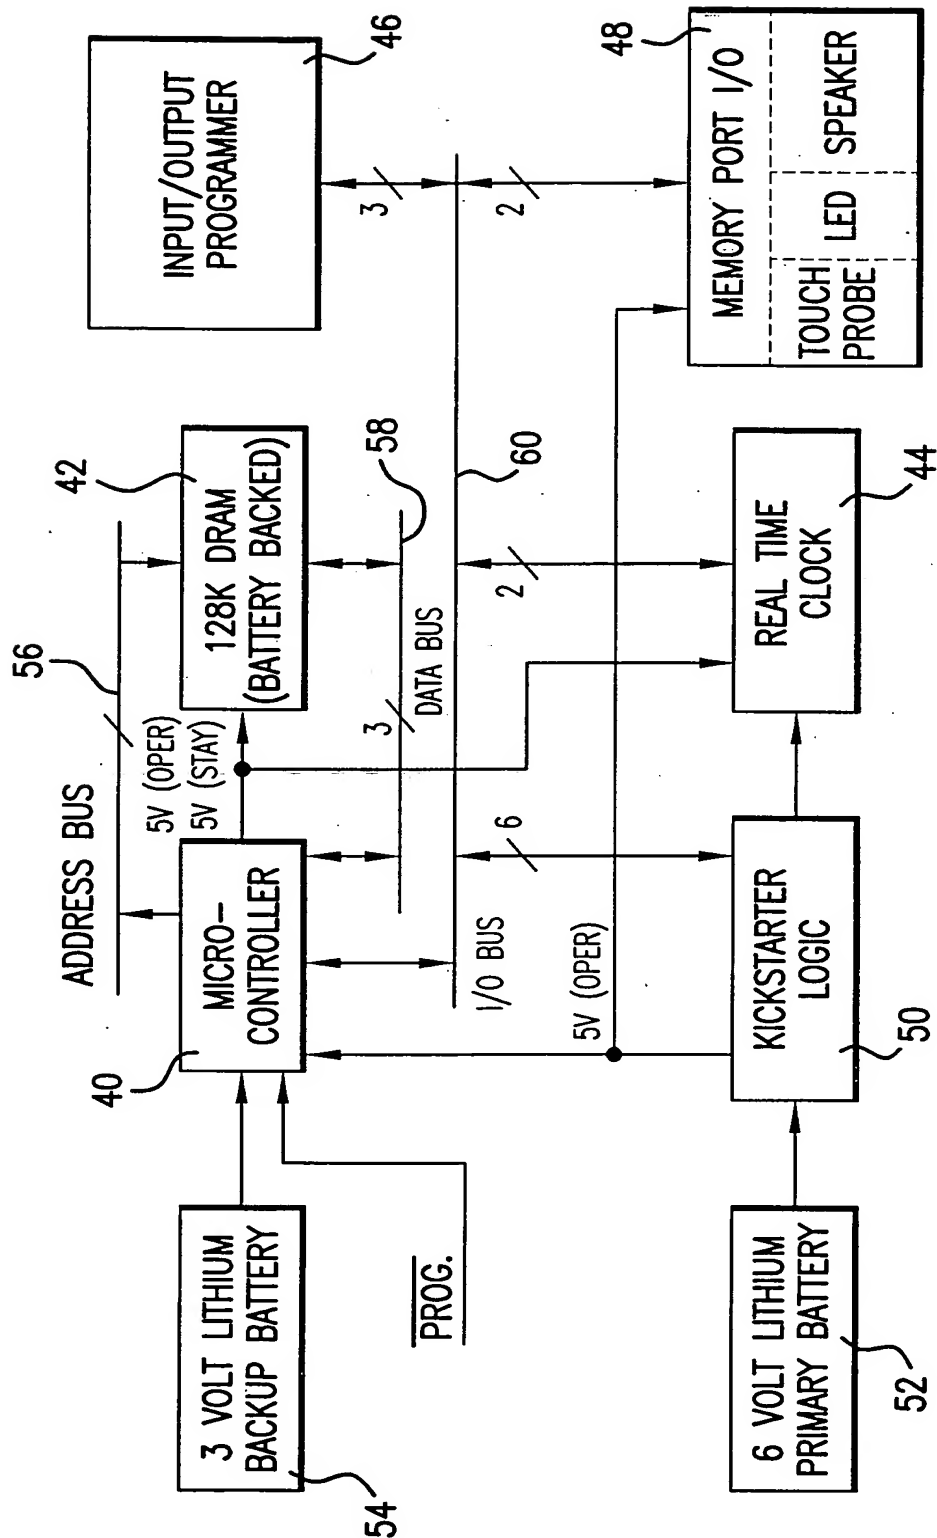 46
INPUT/OUTPUT
PROGRAMMER
48
MEMORY PORT I/O
TOUCH
PROBE
LED
SPEAKER
3
2
42
128K DRAM
(BATTERY BACKED)
58
60
44
REAL TIME
CLOCK
2
56
ADDRESS BUS
5V (OPER)
5V (STAY)
3
DATA BUS
6
I/O BUS
5V (OPER)
40
MICRO-
CONTROLLER
KICKSTARTER
LOGIC
50
54
3 VOLT LITHIUM
BACKUP BATTERY
PROG.
6 VOLT LITHIUM
PRIMARY BATTERY
52